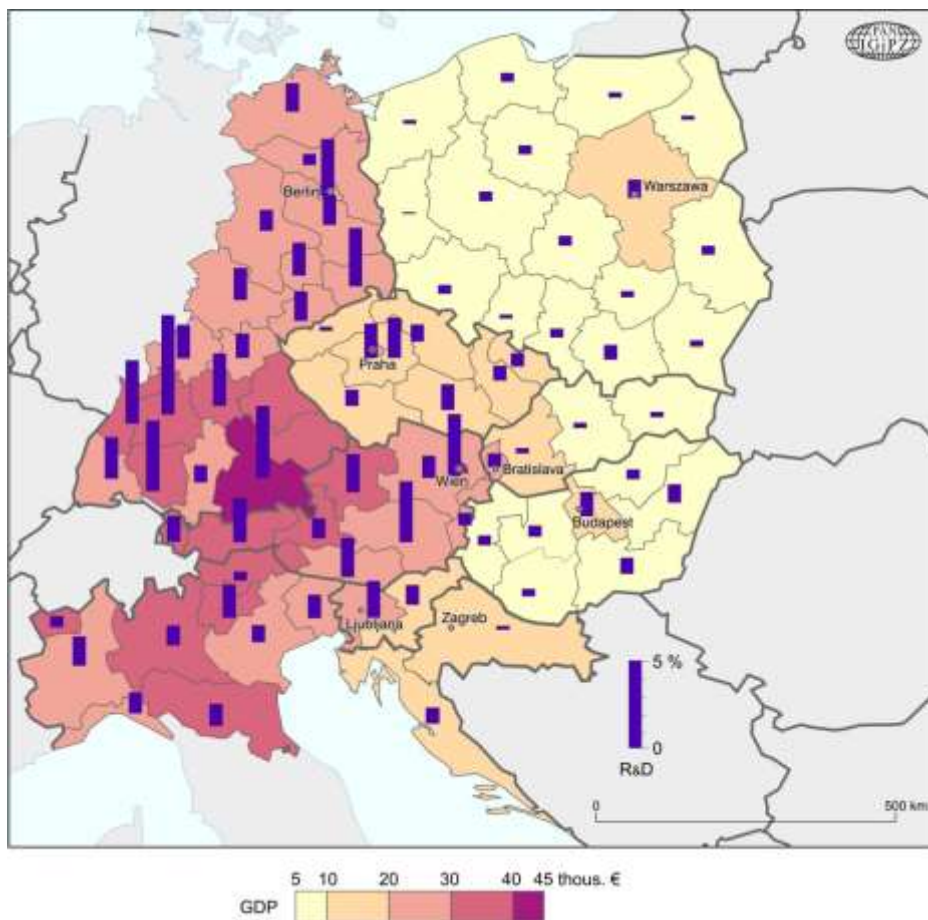 PAN
IGiPZ
Berlin
Warszawa
Praha
Wien
Bratislava
Budapest
Ljubljana
Zagreb
5 %
0
R&D
0
500 km
5 10 20 30 40 45 thous. €
GDP